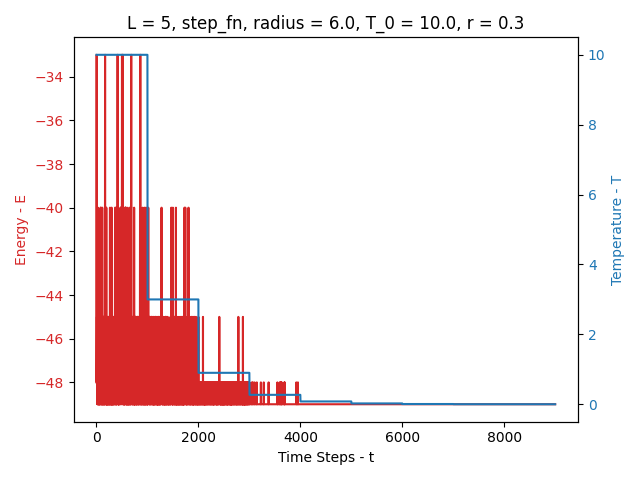 L = 5, step_fn, radius = 6.0, T_0 = 10.0, r = 0.3
Energy - E
−34
−36
−38
−40
−42
−44
−46
−48
10
8
6
4
2
0
Temperature - T
0 2000 4000 6000 8000
Time Steps - t